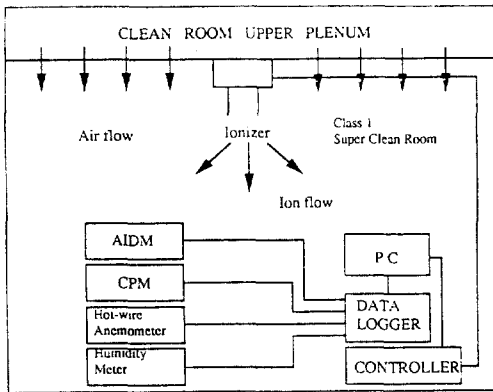 CLEAN ROOM UPPER PLENUM
Air flow
Ionizer
Class 1
Super Clean Room
Ion flow
AIDM
CPM
Hot-wire
Anemometer
Humidity
Meter
PC
DATA
LOGGER
CONTROLLER